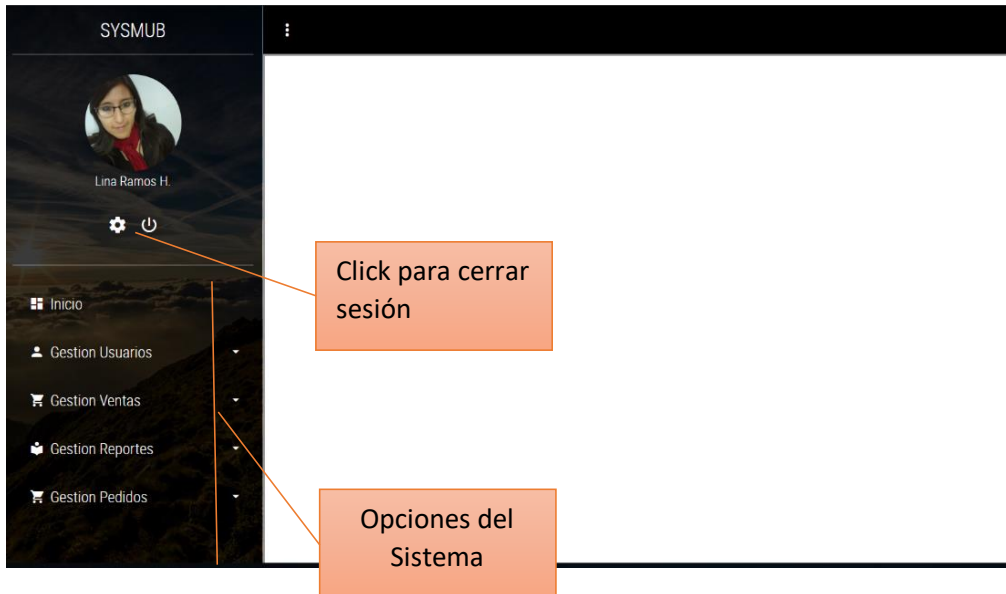 SYSMUB
Lina Ramos H.
Inicio
Gestion Usuarios
Gestion Ventas
Gestion Reportes
Gestion Pedidos
Click para cerrar
sesión
Opciones del
Sistema